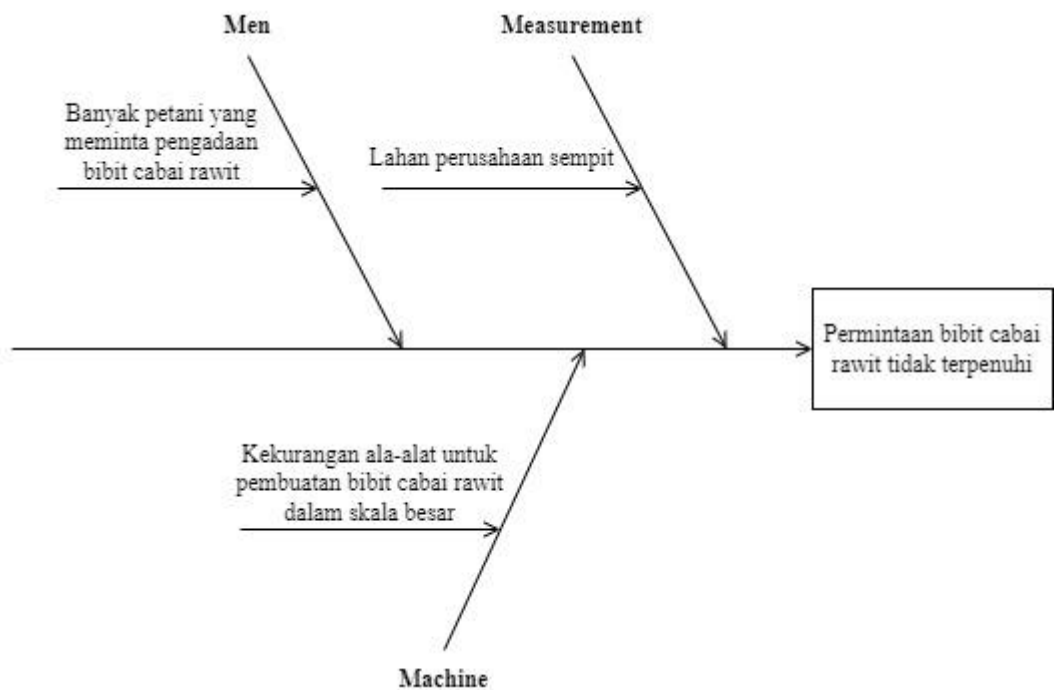 Men
Measurement
Banyak petani yang
meminta pengadaan
bibit cabai rawit
Lahan perusahaan sempit
Permintaan bibit cabai
rawit tidak terpenuhi
Kekurangan ala-alat untuk
pembuatan bibit cabai rawit
dalam skala besar
Machine